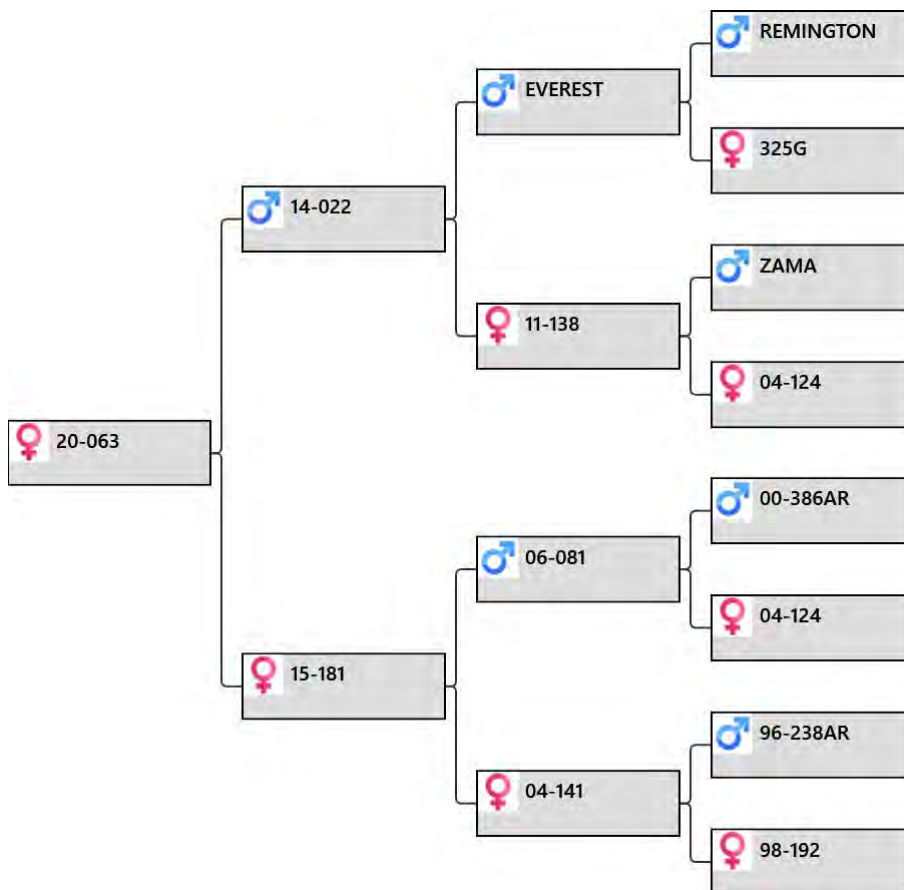 REMINGTON
EVEREST
325G
14-022
ZAMA
11-138
04-124
20-063
00-386AR
06-081
04-124
15-181
96-238AR
04-141
98-192